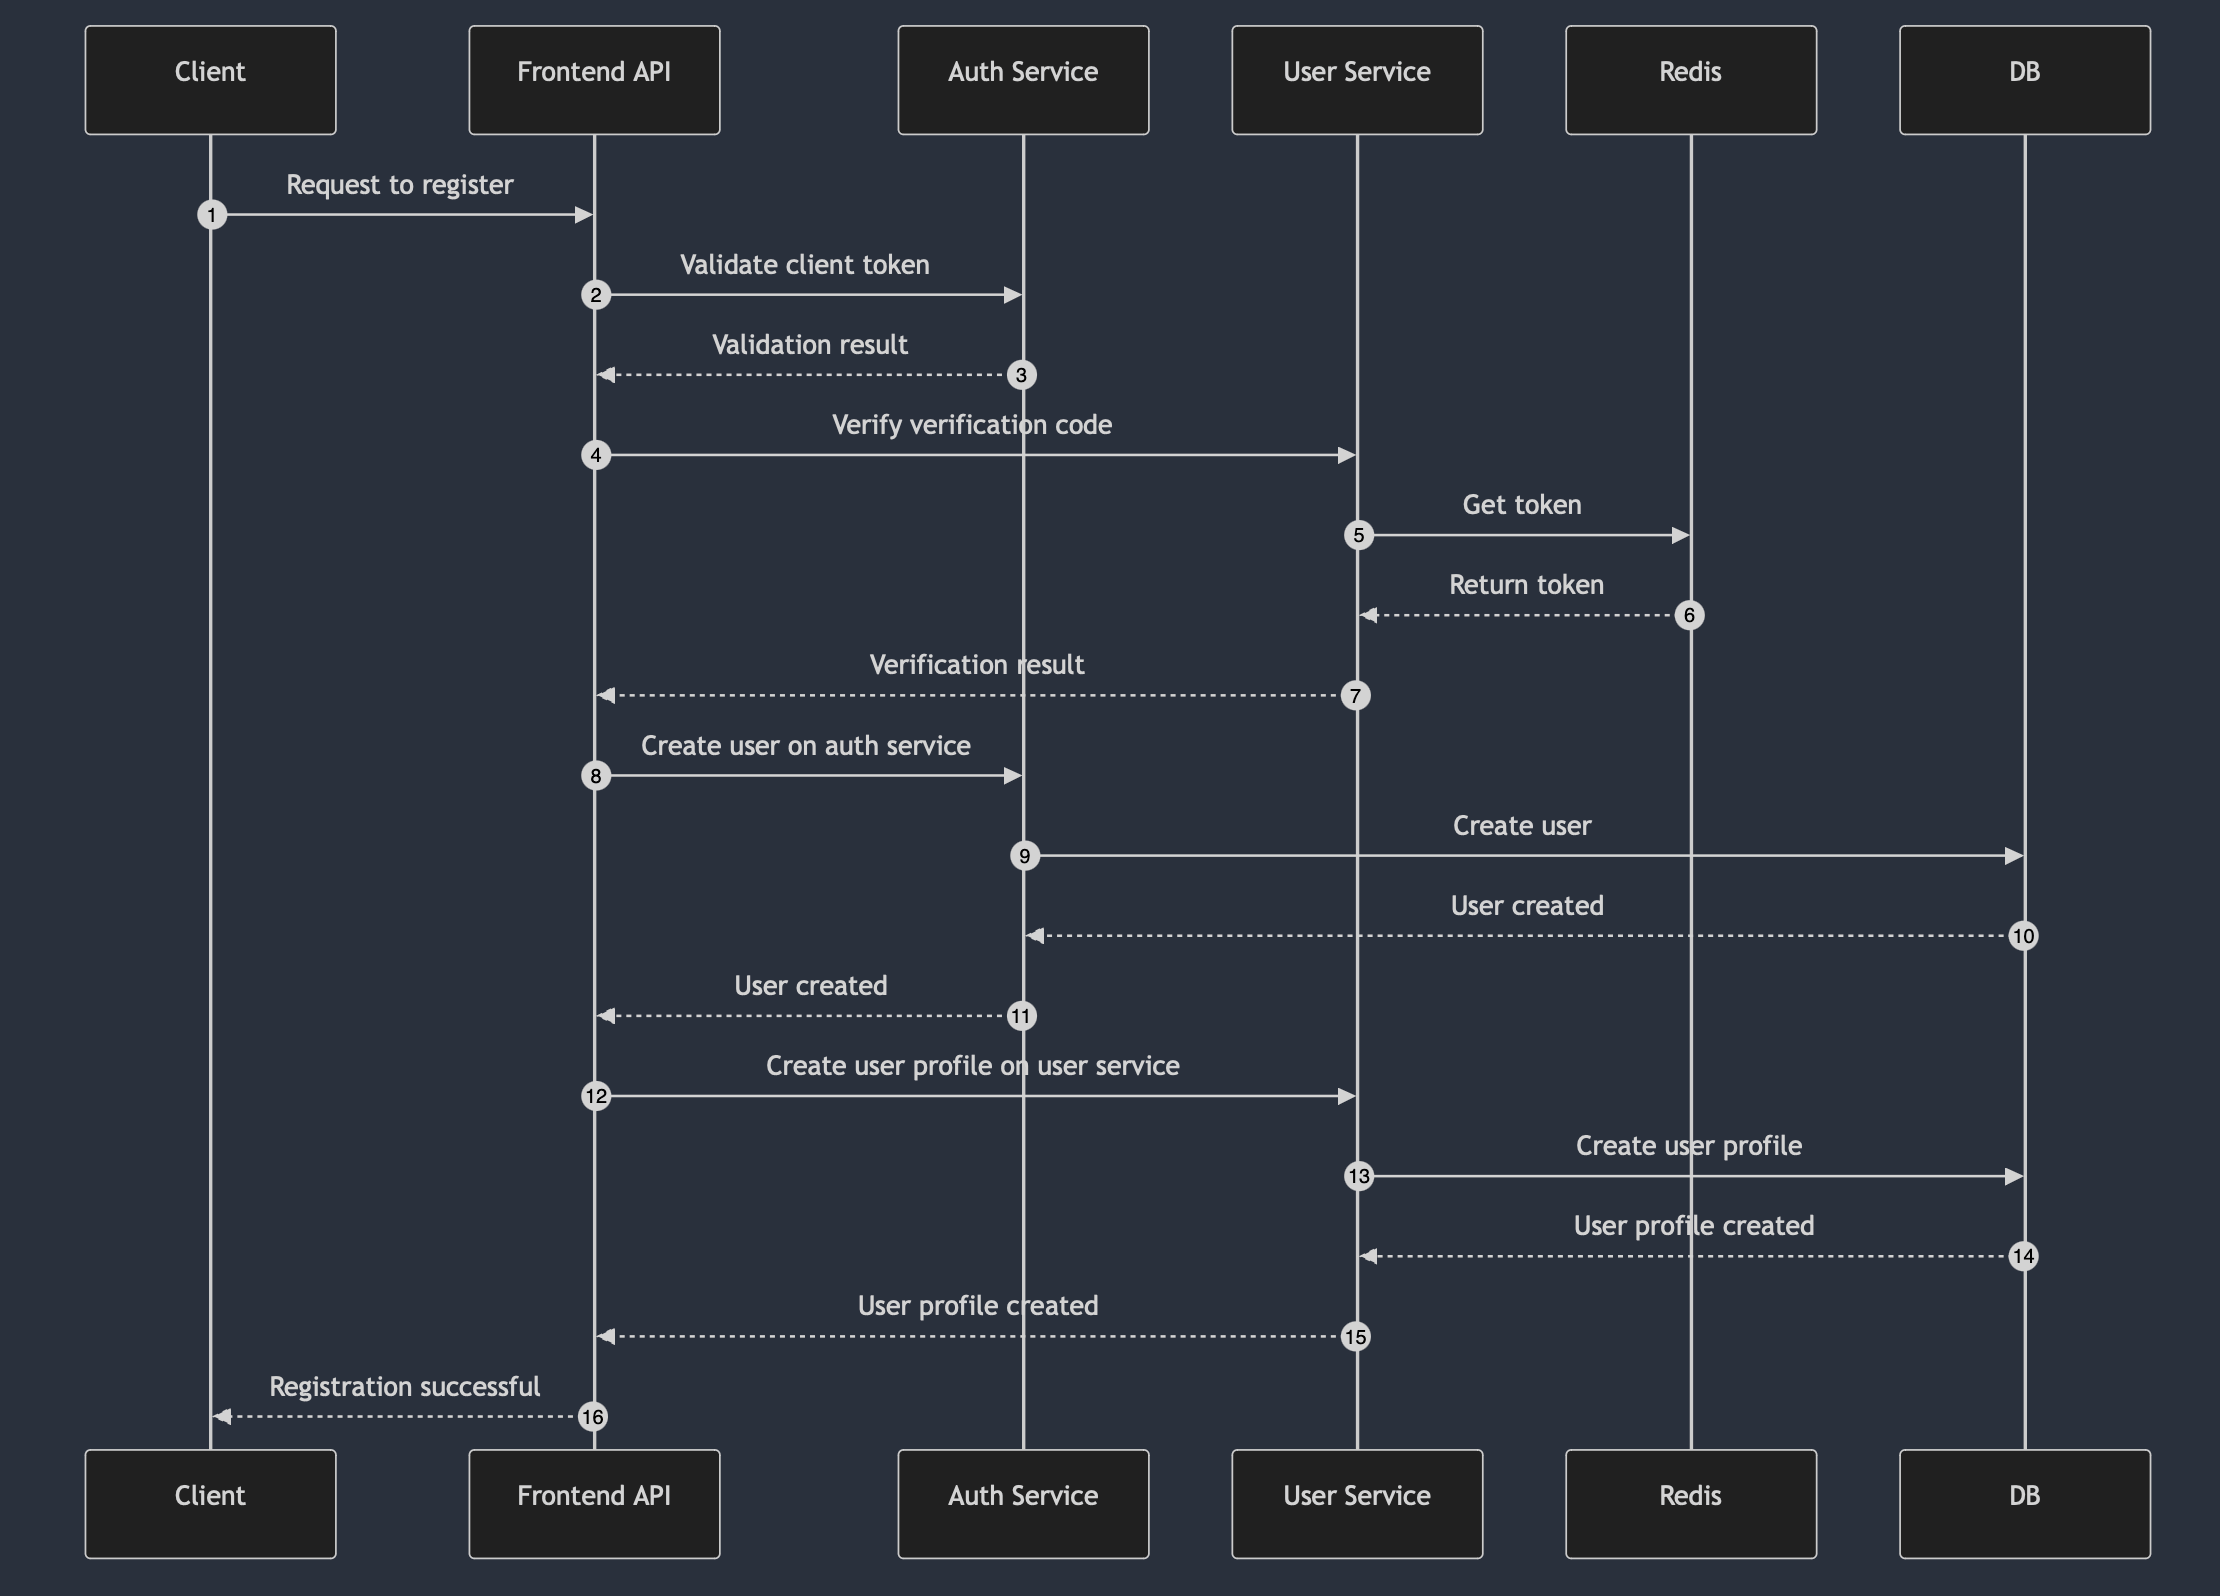 Client
Frontend API
Auth Service
User Service
Redis
DB
Request to register
1
Validate client token
2
Validation result
3
Verify verification code
4
Get token
5
Return token
6
Verification result
7
Create user on auth service
8
Create user
9
User created
10
User created
11
Create user profile on user service
12
Create user profile
13
User profile created
14
User profile created
15
Registration successful
16
Client
Frontend API
Auth Service
User Service
Redis
DB